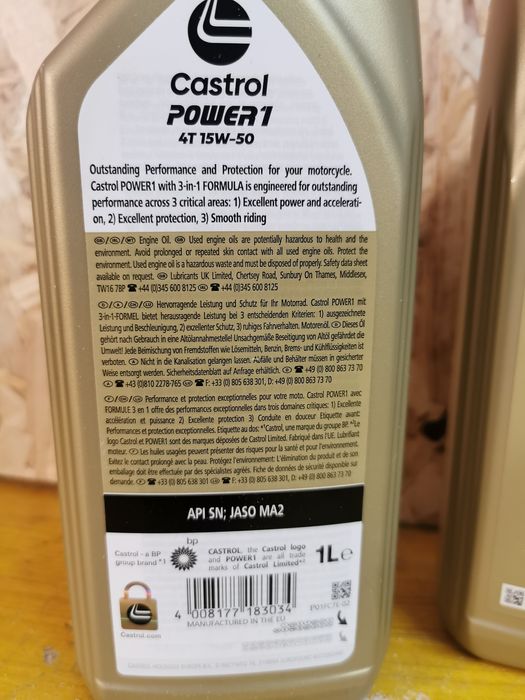 Castrol
POWER1
4T 15W-50
Outstanding Performance and Protection for your motorcycle.
Castrol POWER1 with 3-in-1 FORMULA is engineered for outstanding
performance across 3 critical areas: 1) Excellent power and accelerati-
on, 2) Excellent protection, 3) Smooth riding
Engine Oil. Used engine oils are potentially hazardous to health and the
environment. Avoid prolonged or repeated skin contact with all used engine oils. Protect the
environment. Used engine oil is a hazardous waste and must be disposed of properly. Safety data sheet
available on request. Lubricants UK Limited, Chertsey Road, Sunbury On Thames, Middlesex,
TW16 7BP ☎ +44 (0)345 600 8125 ☎ +44 (0)345 600 8125
Hervorragende Leistung und Schutz für Ihr Motorrad. Castrol POWER1 mit
3-in-1-FORMEL bietet herausragende Leistung bei 3 entscheidenden Kriterien: 1) ausgezeichnete
Leistung und Beschleunigung, 2) exzellenter Schutz, 3) ruhiges Fahrverhalten. Motorenöl. Dieses Öl
gehört nach Gebrauch in eine Altölannahmestelle! Unsachgemäße Beseitigung von Altöl gefährdet die
Umwelt! Jede Beimischung von Fremdstoffen wie Lösemitteln, Benzin, Brems- und Kühlflüssigkeiten ist
verboten. Nicht in die Kanalisation gelangen lassen. Abfälle und Behälter müssen in gesicherter
Weise entsorgt werden. Sicherheitsdatenblatt auf Anfrage erhältlich. ☎ +49 (0) 800 863 73 70
☎ +43 (0)810 2278-765 ☎ F: +33 (0) 805 638 301, D: +49 (0) 800 863 73 70
Performance et protection exceptionnelles pour votre moto. Castrol POWER1 avec
FORMULE 3 en 1 offre des performances exceptionnelles dans trois domaines critiques: 1) Excellente
accélération et puissance 2) Excellente protection 3) Conduite en douceur Etiquette avant:
Performances et protection exceptionnelles. Etiquette au dos: *¹Castrol, une marque du groupe BP. *²Le
logo Castrol et POWER1 sont des marques déposées de Castrol Limited. Fabriqué dans l'UE. Lubrifiant
moteur. Les huiles usagées peuvent présenter des risques pour la santé et pour l'environnement.
Evitez le contact prolongé avec la peau. Protégez l'environnement: L'élimination du produit et de son
emballage doit être effectuée par des spécialistes agréés. Fiche de données de sécurité disponible sur
demande. ☎ +33 (0) 805 638 301. ☎ F: +33 (0) 805 638 301, D: +49 (0) 800 863 73 70
API SN; JASO MA2
bp
Castrol - a BP
group brand*1
CASTROL, the Castrol logo
and POWER1 are all trade
marks of Castrol Limited*2
1L e
4 008177 183034
MANUFACTURED IN THE EU
Castrol
Castrol.com